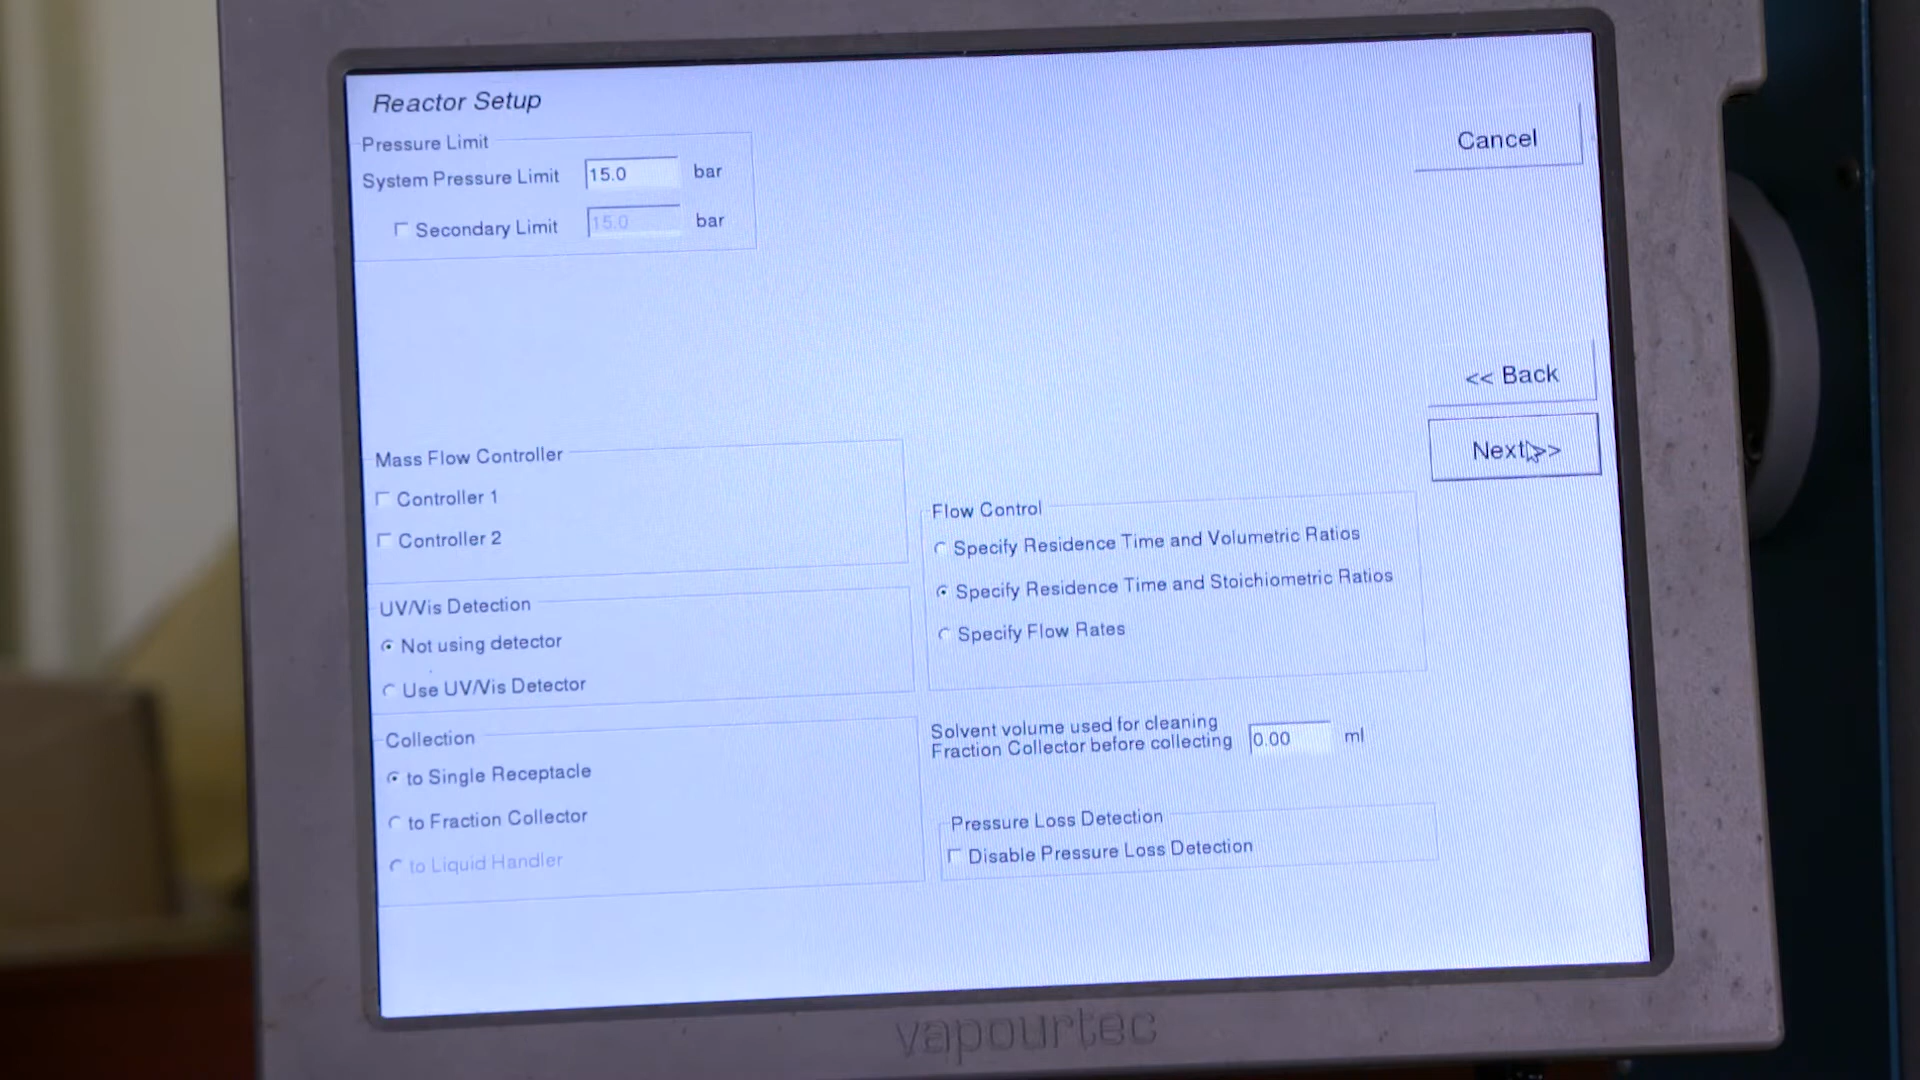 Reactor Setup
Pressure Limit
System Pressure Limit 15.0 bar
Secondary Limit 15.0 bar
Cancel
<< Back
Next >>
Mass Flow Controller
Controller 1
Controller 2
UV/Vis Detection
Not using detector
Use UV/Vis Detector
Collection
to Single Receptacle
to Fraction Collector
to Liquid Handler
Flow Control
Specify Residence Time and Volumetric Ratios
Specify Residence Time and Stoichiometric Ratios
Specify Flow Rates
Solvent volume used for cleaning
Fraction Collector before collecting 0.00 ml
Pressure Loss Detection
Disable Pressure Loss Detection
vapourtec